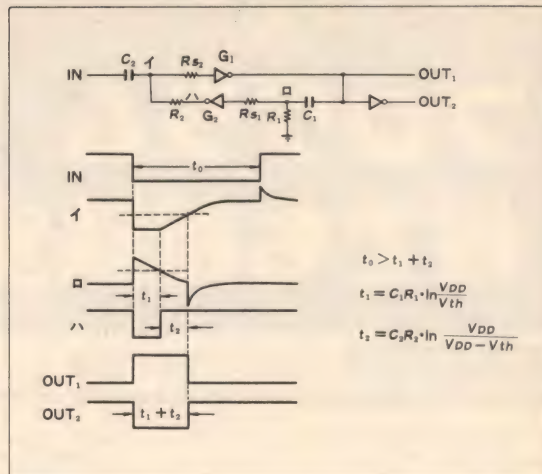 C₂ イ Rs₂ G₁
IN OUT₁
R₂ ハ G₂ Rs₁ ロ R₁ C₁ OUT₂
IN t₀
イ
t₀ > t₁ + t₂
ロ t₁
t₁ = C₁R₁·ln VDD/Vth
ハ t₂
t₂ = C₂R₂·ln VDD/VDD − Vth
OUT₁
OUT₂ t₁ + t₂